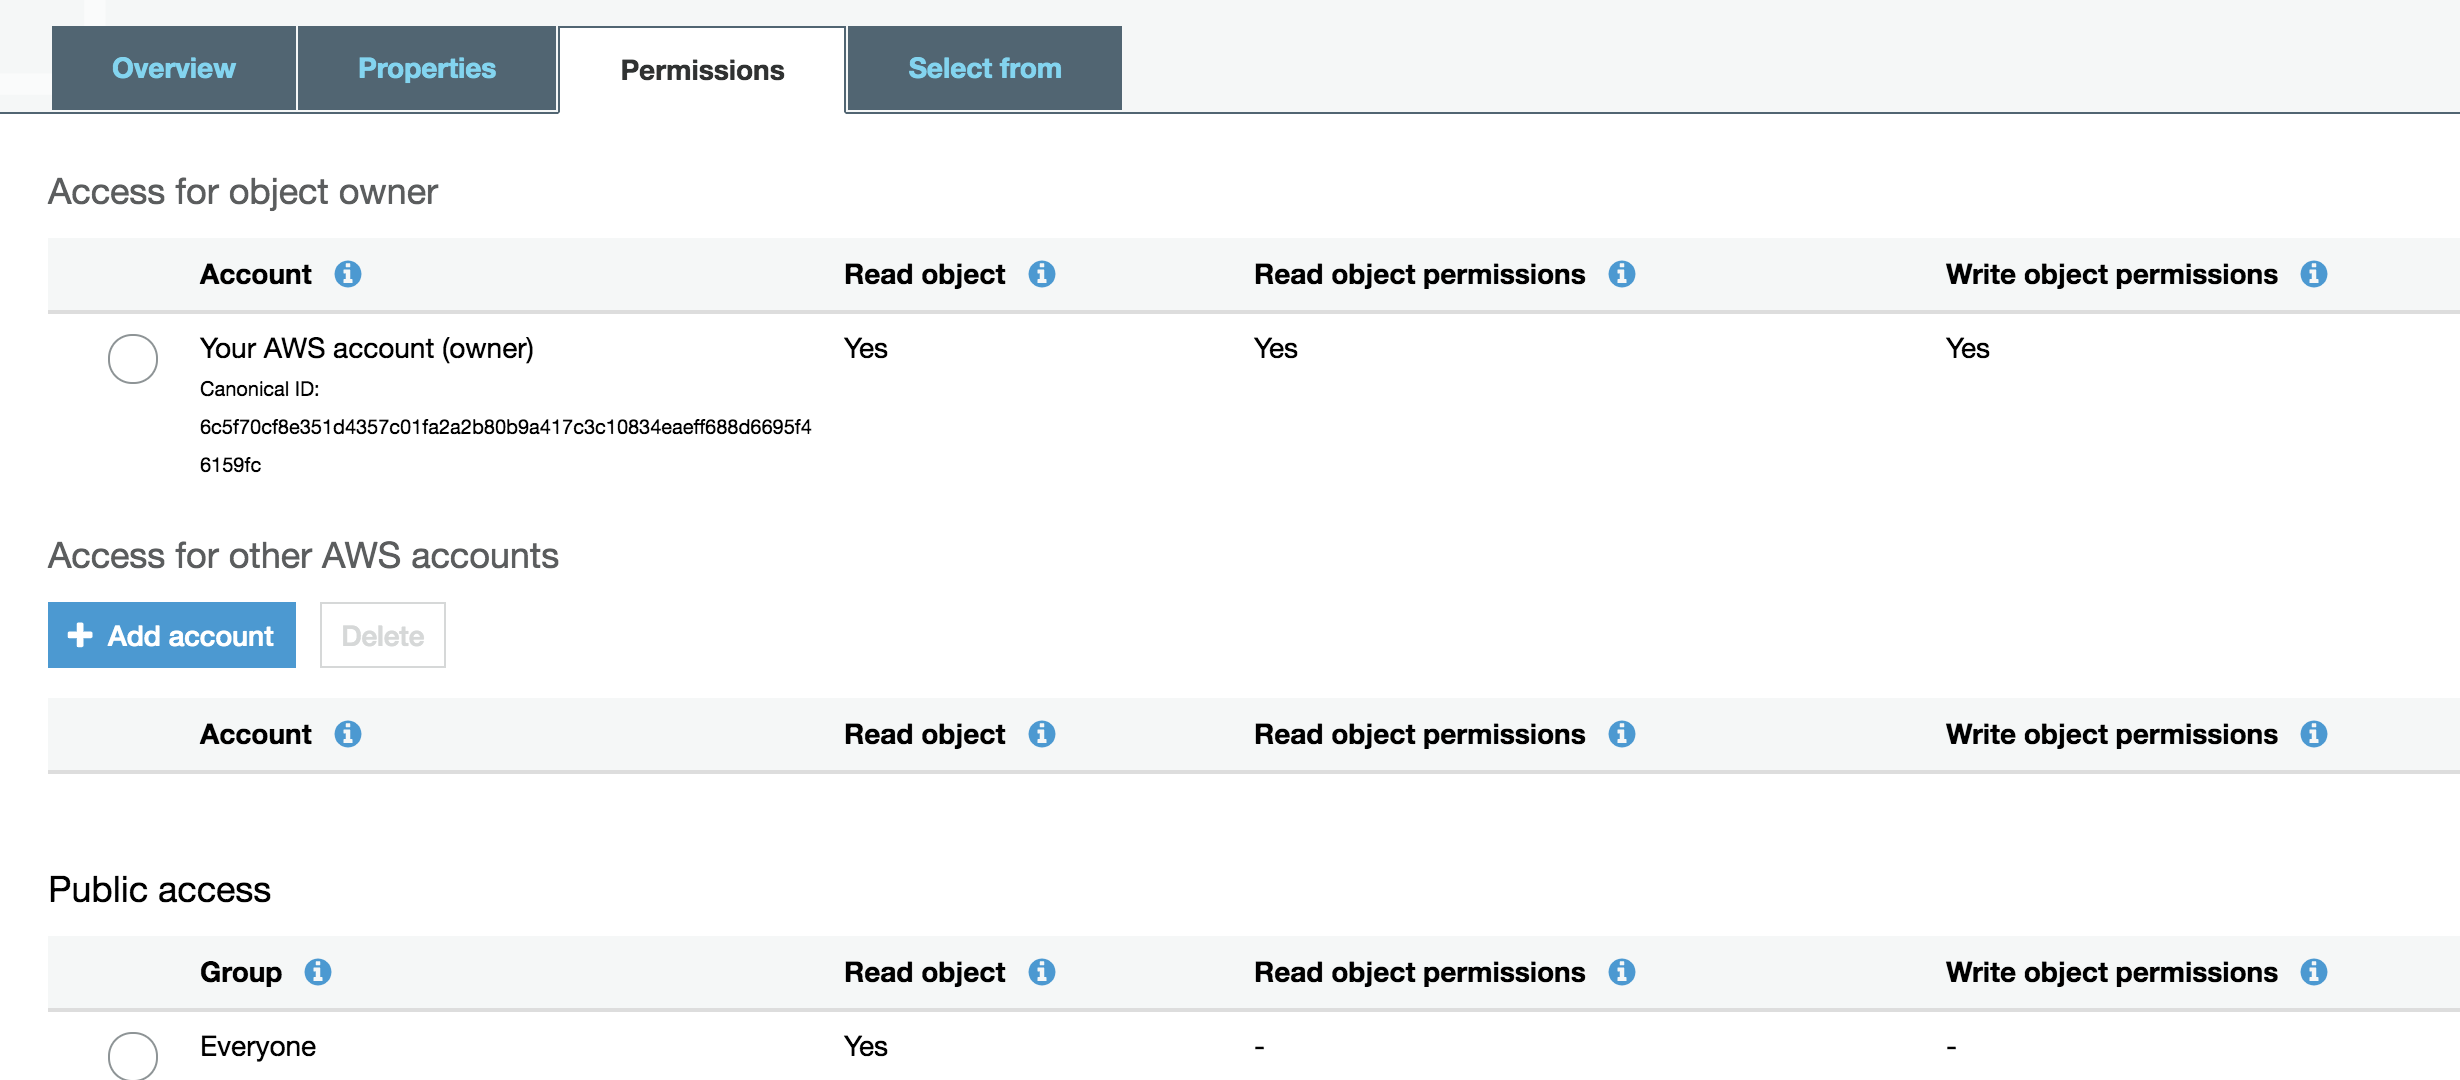 Overview Properties Permissions Select from
Access for object owner
Account Read object Read object permissions Write object permissions
Your AWS account (owner) Yes Yes Yes
Canonical ID:
6c5f70cf8e351d4357c01fa2a2b80b9a417c3c10834eaeff688d6695f4
6159fc
Access for other AWS accounts
Add account Delete
Account Read object Read object permissions Write object permissions
Public access
Group Read object Read object permissions Write object permissions
Everyone Yes - -